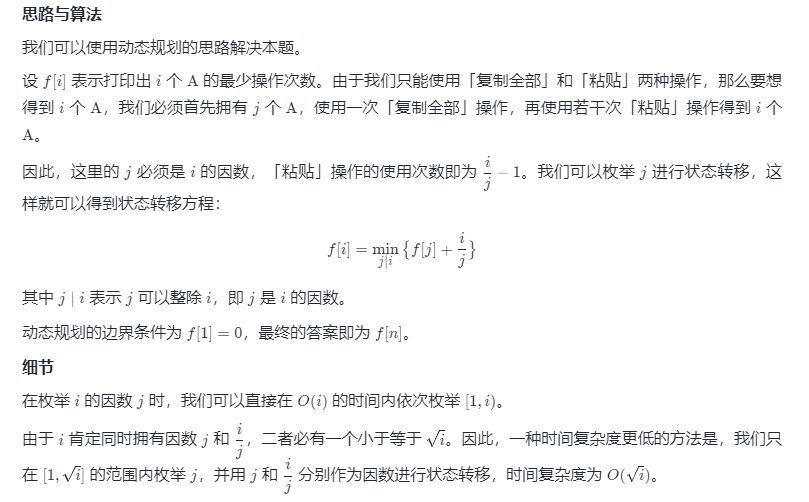 思路与算法
我们可以使用动态规划的思路解决本题。
设 f[i] 表示打印出 i 个 A 的最少操作次数。由于我们只能使用「复制全部」和「粘贴」两种操作，那么要想
得到 i 个 A，我们必须首先拥有 j 个 A，使用一次「复制全部」操作，再使用若干次「粘贴」操作得到 i 个
A。
因此，这里的 j 必须是 i 的因数，「粘贴」操作的使用次数即为 i/j − 1。我们可以枚举 j 进行状态转移，这
样就可以得到状态转移方程：
f[i] = min_{j|i} {f[j] + i/j}
其中 j | i 表示 j 可以整除 i，即 j 是 i 的因数。
动态规划的边界条件为 f[1] = 0，最终的答案即为 f[n]。
细节
在枚举 i 的因数 j 时，我们可以直接在 O(i) 的时间内依次枚举 [1, i)。
由于 i 肯定同时拥有因数 j 和 i/j，二者必有一个小于等于 √i。因此，一种时间复杂度更低的方法是，我们只
在 [1, √i] 的范围内枚举 j，并用 j 和 i/j 分别作为因数进行状态转移，时间复杂度为 O(√i)。